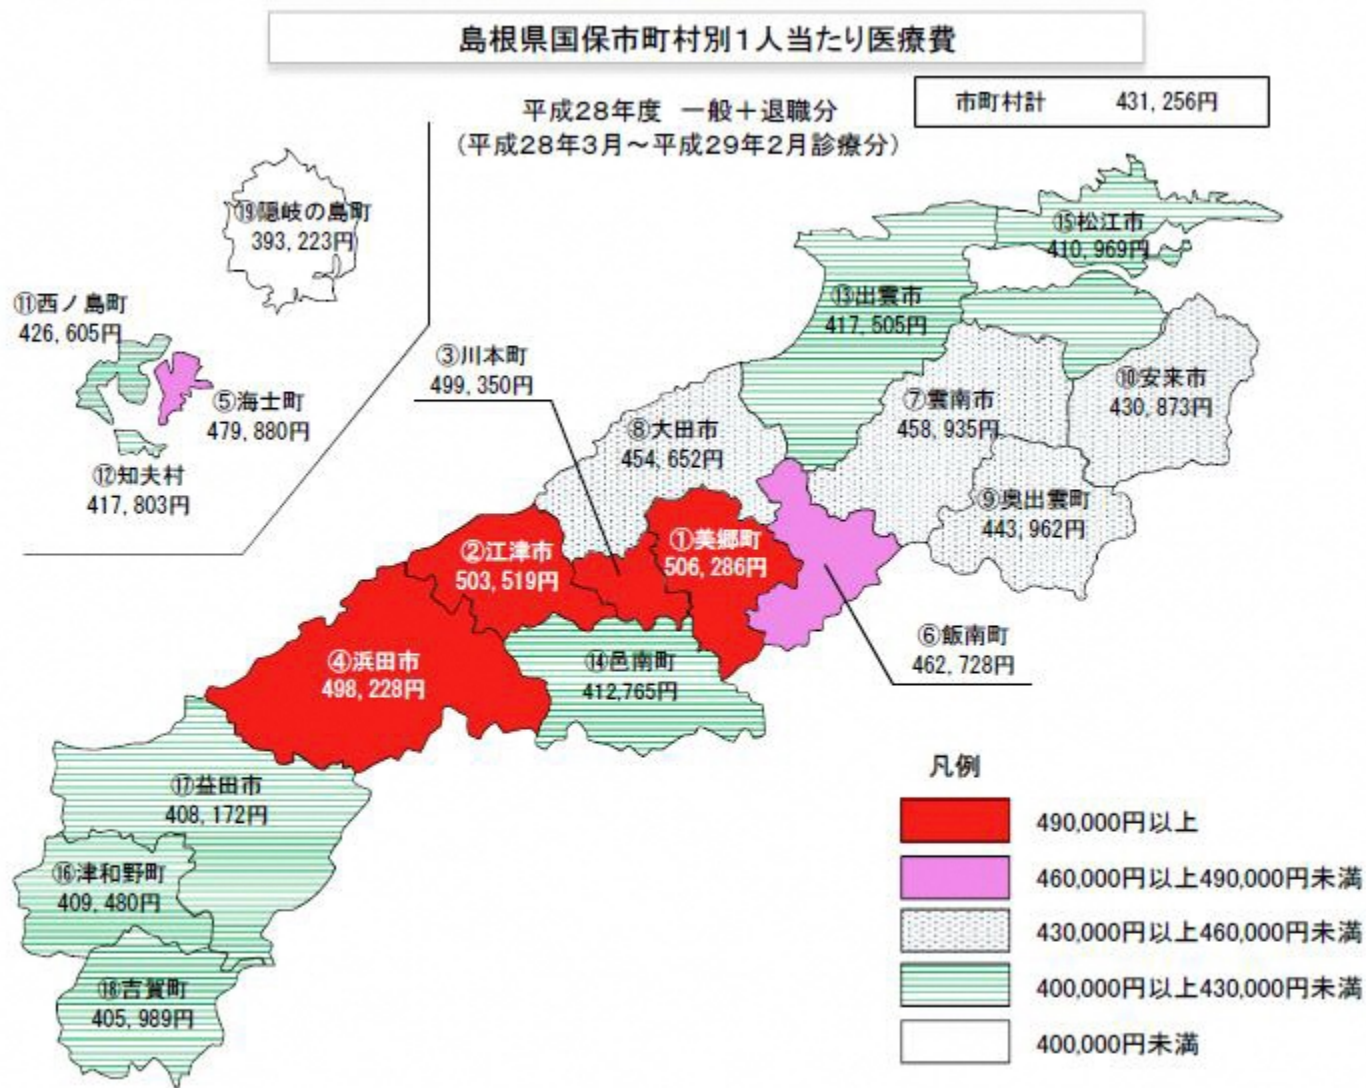 島根県国保市町村別1人当たり医療費
市町村計 431,256円
平成28年度 一般+退職分
(平成28年3月~平成29年2月診療分)
⑲隠岐の島町
393,223円
⑮松江市
410,969円
⑪西ノ島町
426,605円
⑬出雲市
417,505円
③川本町
499,350円
⑤海士町
479,880円
⑩安来市
430,873円
⑦雲南市
458,935円
⑧大田市
454,652円
⑫知夫村
417,803円
⑨奥出雲町
443,962円
①美郷町
506,286円
②江津市
503,519円
⑥飯南町
462,728円
④浜田市
498,228円
⑭邑南町
412,765円
⑰益田市
408,172円
⑯津和野町
409,480円
⑱吉賀町
405,989円
凡例
490,000円以上
460,000円以上490,000円未満
430,000円以上460,000円未満
400,000円以上430,000円未満
400,000円未満